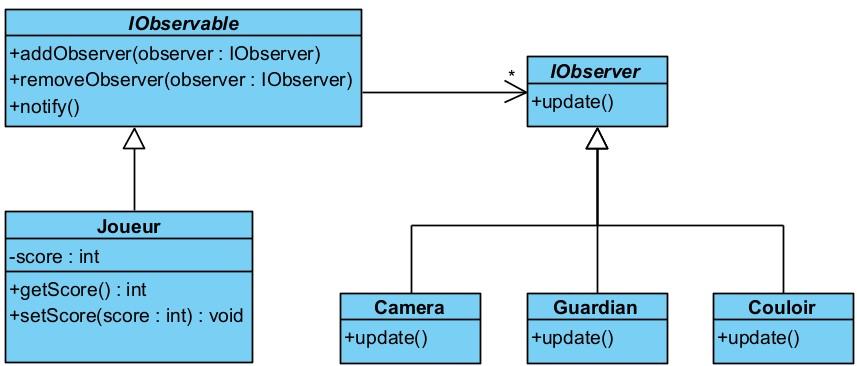 IObservable
+addObserver(observer : IObserver)
+removeObserver(observer : IObserver)
+notify()
*
IObserver
+update()
Joueur
-score : int
+getScore() : int
+setScore(score : int) : void
Camera
+update()
Guardian
+update()
Couloir
+update()